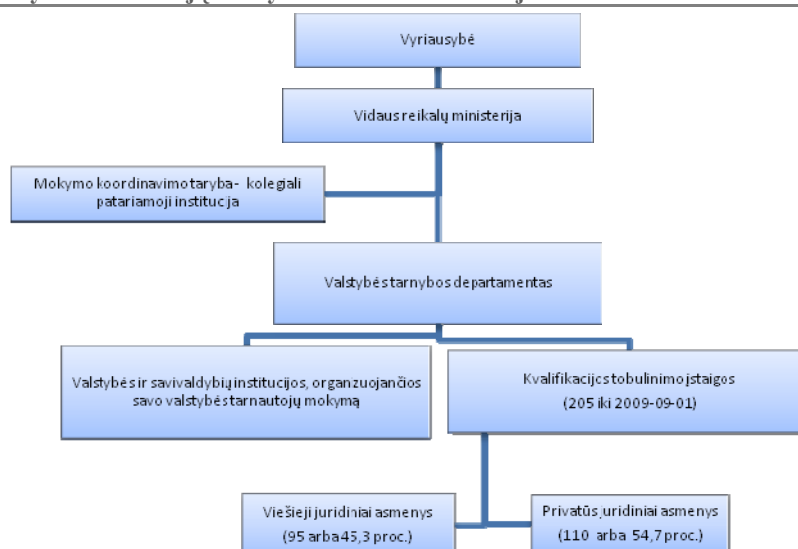 Vyriausybė
Vidaus reikalų ministerija
Mokymo koordinavimo taryba- kolegiali
patariamoji institucija
Valstybės tarnybos departamentas
Valstybės ir savivaldybių institucijos, organzuojančios
savo valstybės tarnautojų mokymą
Kvalifikacijcs tobulinimo įstaigos
(205 iki 2009-09-01)
Viešieji juridiniai asmenys
(95 arba 45,3 proc.)
Privatūs juridiniai asmenys
(110 arba 54,7 proc.)